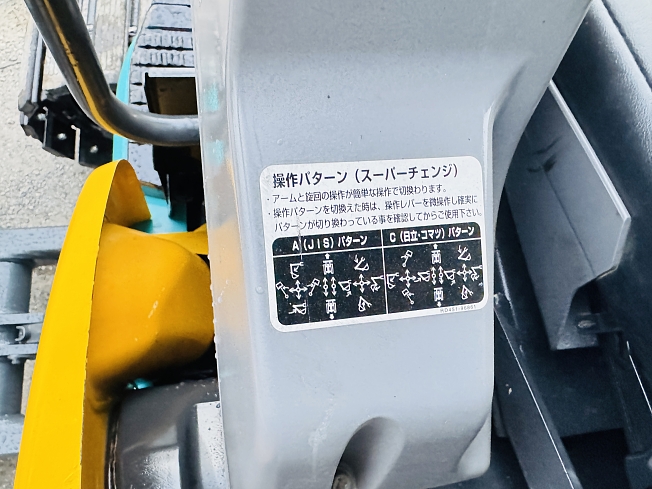 操作パターン（スーパーチェンジ）
・アームと旋回の操作が簡単な操作で切換わります。
・操作パターンを切換えた時は、操作レバーを微操作し確実に
パターンが切り換わっている事を確認してからご使用下さい。
A（JIS）パターン C（日立・コマツ）パターン